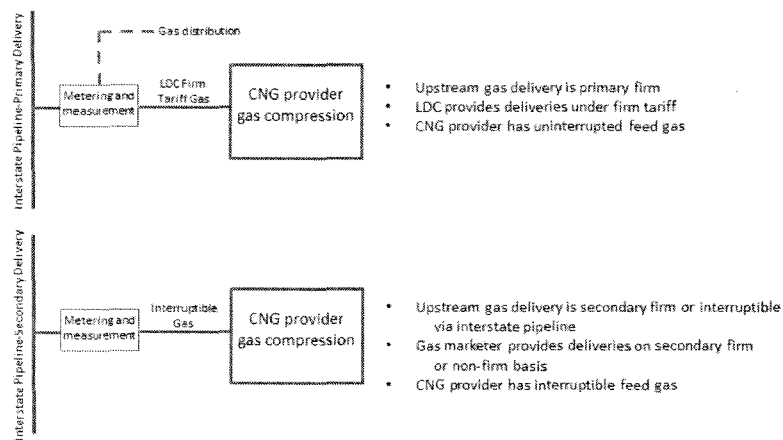 Interstate Pipeline-Primary Delivery
Gas distribution
Metering and
measurement
LDC Firm
Tariff Gas
CNG provider
gas compression
• Upstream gas delivery is primary firm
• LDC provides deliveries under firm tariff
• CNG provider has uninterrupted feed gas
Interstate Pipeline-Secondary Delivery
Metering and
measurement
Interruptible
Gas
CNG provider
gas compression
• Upstream gas delivery is secondary firm or interruptible
via interstate pipeline
• Gas marketer provides deliveries on secondary firm
or non-firm basis
• CNG provider has interruptible feed gas